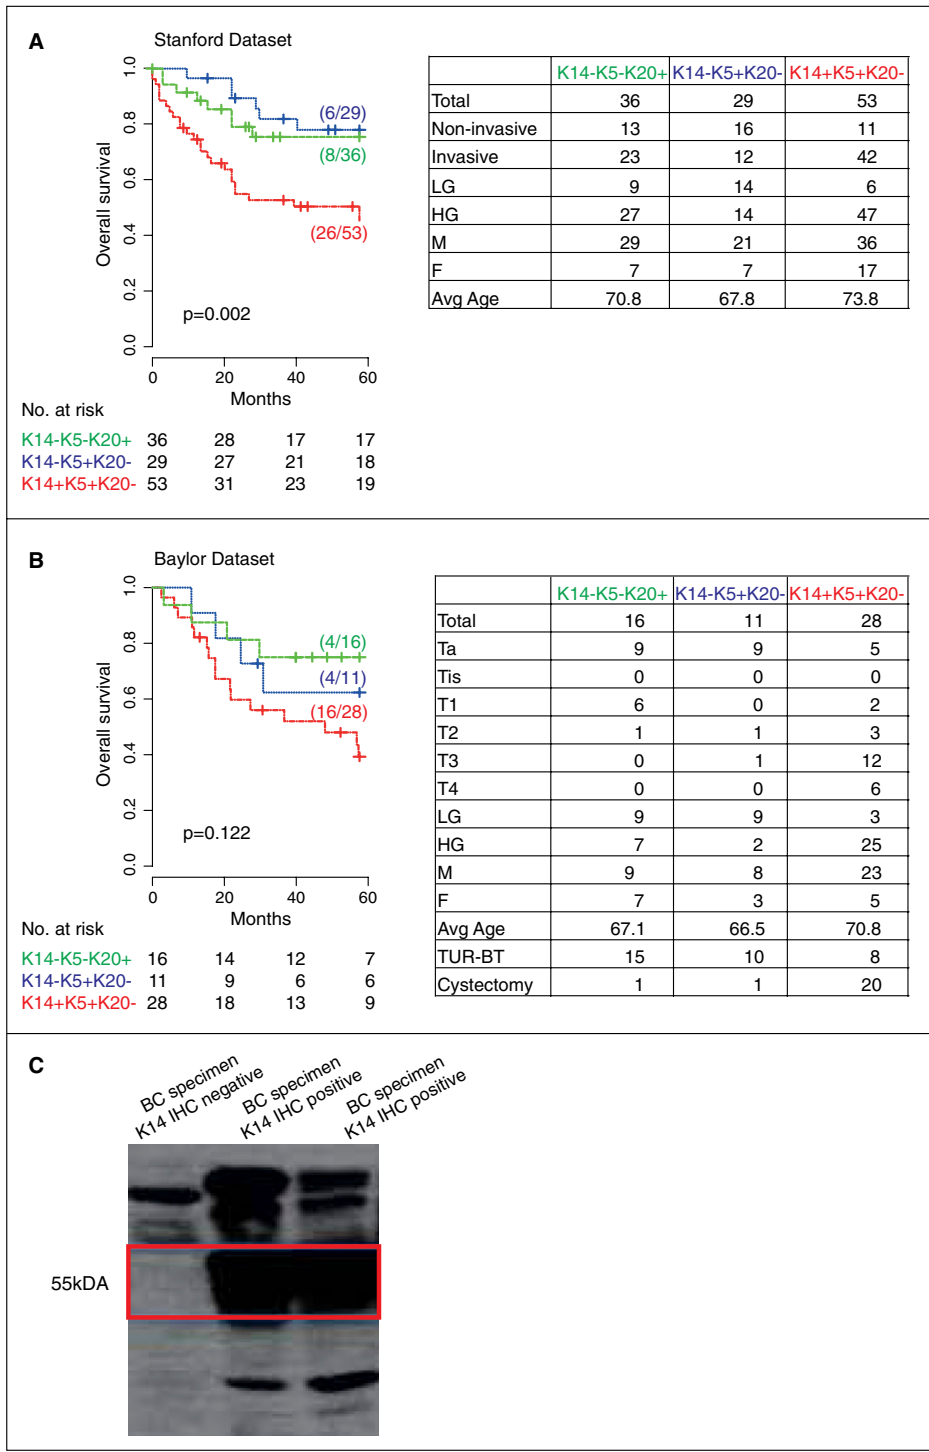 A
Stanford Dataset
Overall survival
1.0
0.8
0.6
0.4
0.2
0.0
(6/29)
(8/36)
(26/53)
p=0.002
0 20 40 60
Months
No. at risk
K14-K5-K20+ 36 28 17 17
K14-K5+K20- 29 27 21 18
K14+K5+K20- 53 31 23 19
K14-K5-K20+ K14-K5+K20- K14+K5+K20-
Total 36 29 53
Non-invasive 13 16 11
Invasive 23 12 42
LG 9 14 6
HG 27 14 47
M 29 21 36
F 7 7 17
Avg Age 70.8 67.8 73.8
B
Baylor Dataset
Overall survival
1.0
0.8
0.6
0.4
0.2
0.0
(4/16)
(4/11)
(16/28)
p=0.122
0 20 40 60
Months
No. at risk
K14-K5-K20+ 16 14 12 7
K14-K5+K20- 11 9 6 6
K14+K5+K20- 28 18 13 9
K14-K5-K20+ K14-K5+K20- K14+K5+K20-
Total 16 11 28
Ta 9 9 5
Tis 0 0 0
T1 6 0 2
T2 1 1 3
T3 0 1 12
T4 0 0 6
LG 9 9 3
HG 7 2 25
M 9 8 23
F 7 3 5
Avg Age 67.1 66.5 70.8
TUR-BT 15 10 8
Cystectomy 1 1 20
C
BC specimen
K14 IHC negative
BC specimen
K14 IHC positive
BC specimen
K14 IHC positive
55kDA